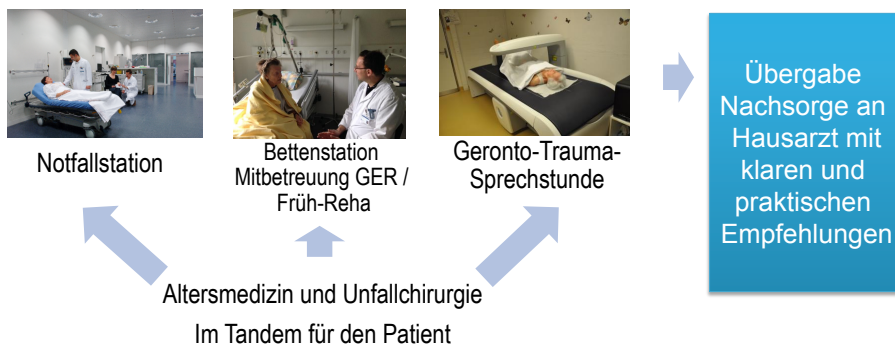 Notfallstation
Bettenstation
Mitbetreuung GER /
Früh-Reha
Geronto-Trauma-
Sprechstunde
Übergabe
Nachsorge an
Hausarzt mit
klaren und
praktischen
Empfehlungen
Altersmedizin und Unfallchirurgie
Im Tandem für den Patient